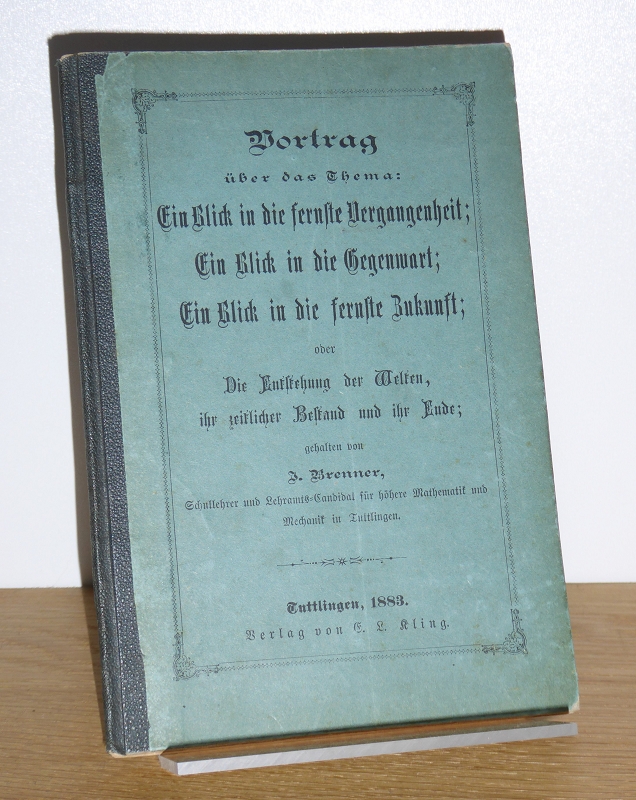 Vortrag
über das Thema:
Ein Blick in die fernste Vergangenheit;
Ein Blick in die Gegenwart;
Ein Blick in die fernste Zukunft;
oder
Die Entstehung der Welten,
ihr zeitlicher Bestand und ihr Ende;
gehalten von
J. Brenner,
Schullehrer und Lehramts-Candidat für höhere Mathematik und
Mechanik in Tuttlingen.
Tuttlingen, 1883.
Verlag von E. L. Kling.